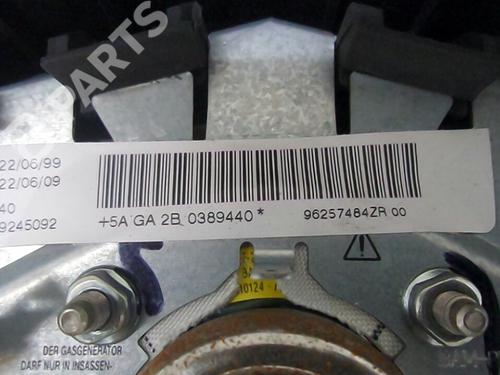 PARTS
22/06/99
22/06/09
40
9245092
+5A GA 2B 0389440*
96257484ZR 00
10124
DER GASGENERATOR
DARF NUR IN INSASSEN-